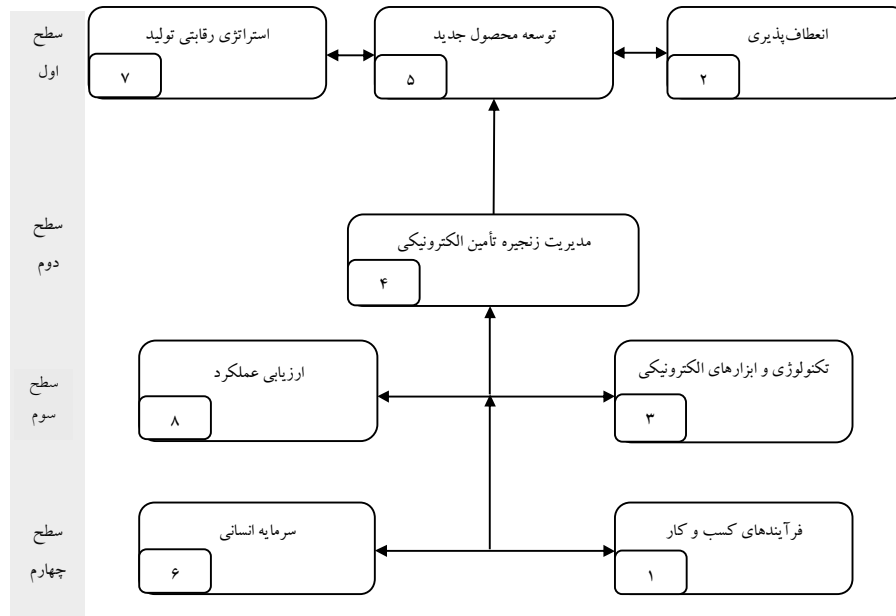 سطح
اول
انعطاف‌پذیری
۲
توسعه محصول جدید
۵
استراتژی رقابتی تولید
۷
سطح
دوم
مدیریت زنجیره تأمین الکترونیکی
۴
سطح
سوم
تکنولوژی و ابزارهای الکترونیکی
۳
ارزیابی عملکرد
۸
سطح
چهارم
فرآیندهای کسب و کار
۱
سرمایه انسانی
۶